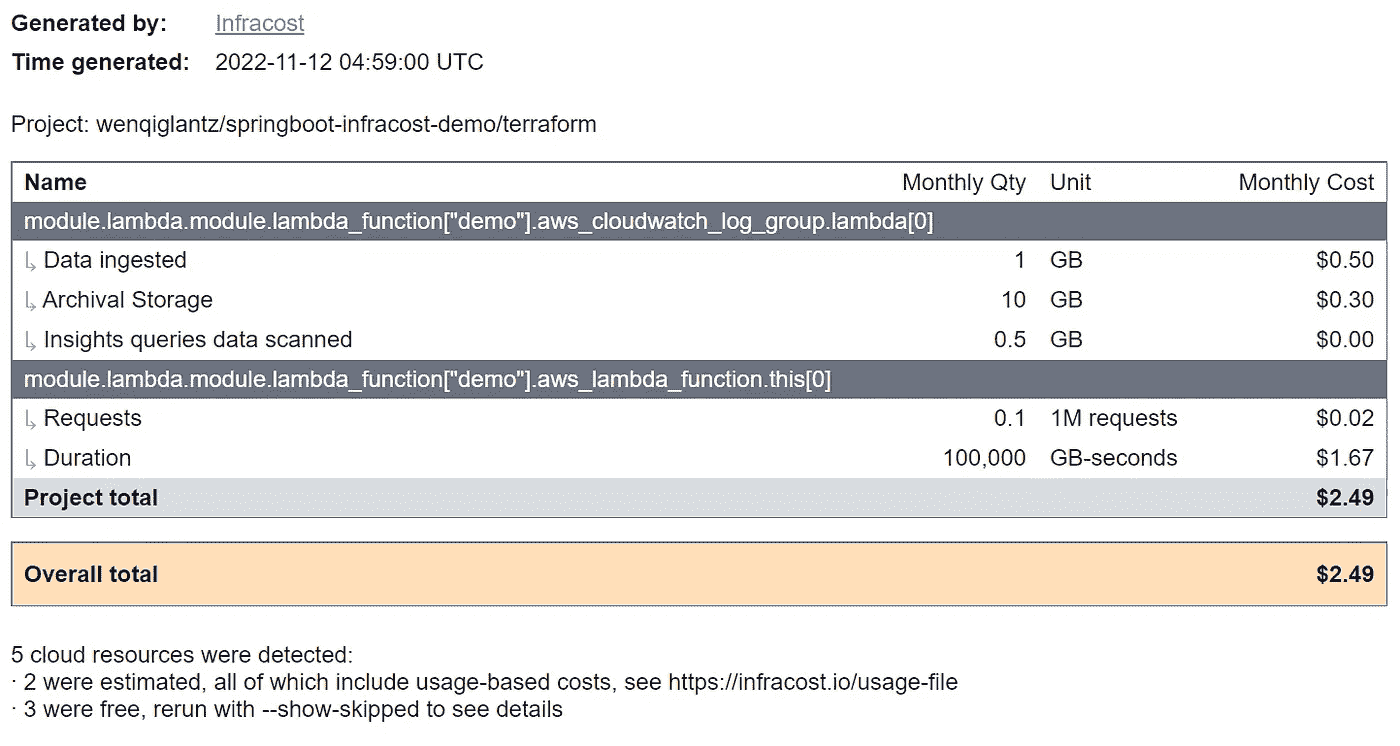 Generated by: Infracost
Time generated: 2022-11-12 04:59:00 UTC
Project: wenqiglantz/springboot-infracost-demo/terraform
Name Monthly Qty Unit Monthly Cost
module.lambda.module.lambda_function["demo"].aws_cloudwatch_log_group.lambda[0]
↳ Data ingested 1 GB $0.50
↳ Archival Storage 10 GB $0.30
↳ Insights queries data scanned 0.5 GB $0.00
module.lambda.module.lambda_function["demo"].aws_lambda_function.this[0]
↳ Requests 0.1 1M requests $0.02
↳ Duration 100,000 GB-seconds $1.67
Project total $2.49
Overall total $2.49
5 cloud resources were detected:
· 2 were estimated, all of which include usage-based costs, see https://infracost.io/usage-file
· 3 were free, rerun with --show-skipped to see details